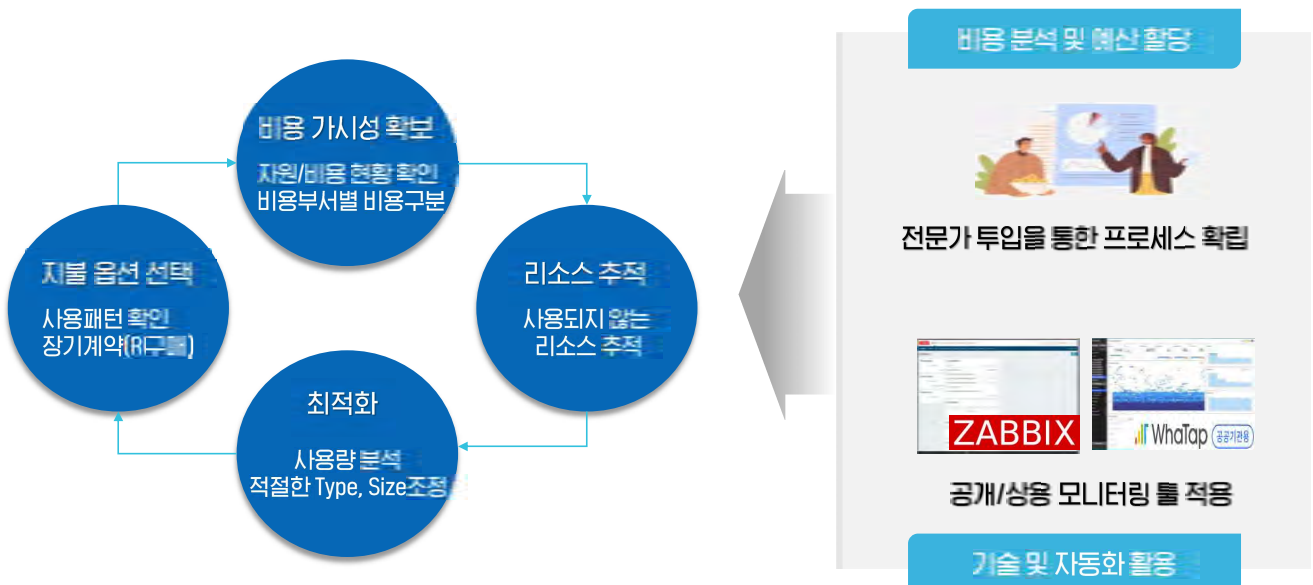 비용 가시성 확보
자원/비용 현황 확인
비용부서별 비용구분
리소스 추적
사용되지 않는
리소스 추적
최적화
사용량 분석
적절한 Type, Size조정
지불 옵션 선택
사용패턴 확인
장기계약(RI구매)
비용 분석 및 예산 할당
전문가 투입을 통한 프로세스 확립
ZABBIX
WhaTap 공공기관용
공개/상용 모니터링 툴 적용
기술 및 자동화 활용